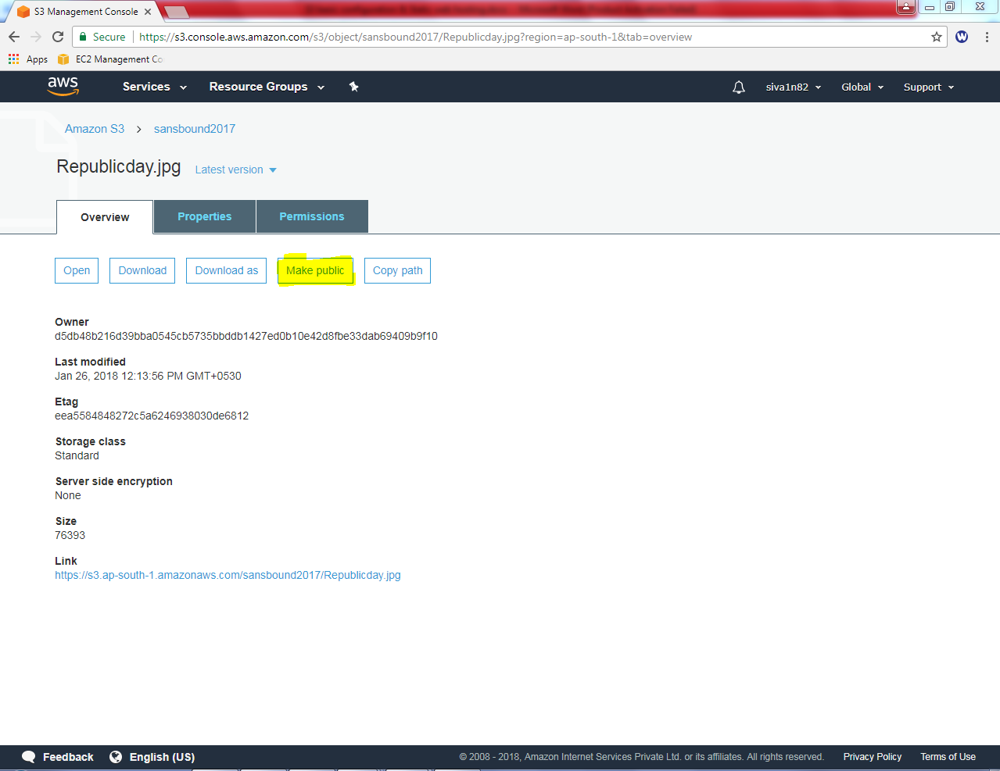 S3 Management Console
Secure https://s3.console.aws.amazon.com/s3/object/sansbound2017/Republicday.jpg?region=ap-south-1&tab=overview
W
Apps EC2 Management Co
aws Services Resource Groups siva1n82 Global Support
Amazon S3 > sansbound2017
Republicday.jpg Latest version
Overview Properties Permissions
Open Download Download as Make public Copy path
Owner
d5db48b216d39bba0545cb5735bbddb1427ed0b10e42d8fbe33dab69409b9f10
Last modified
Jan 26, 2018 12:13:56 PM GMT+0530
Etag
eea5584848272c5a6246938030de6812
Storage class
Standard
Server side encryption
None
Size
76393
Link
https://s3.ap-south-1.amazonaws.com/sansbound2017/Republicday.jpg
Feedback English (US) © 2008 - 2018, Amazon Internet Services Private Ltd. or its affiliates. All rights reserved. Privacy Policy Terms of Use